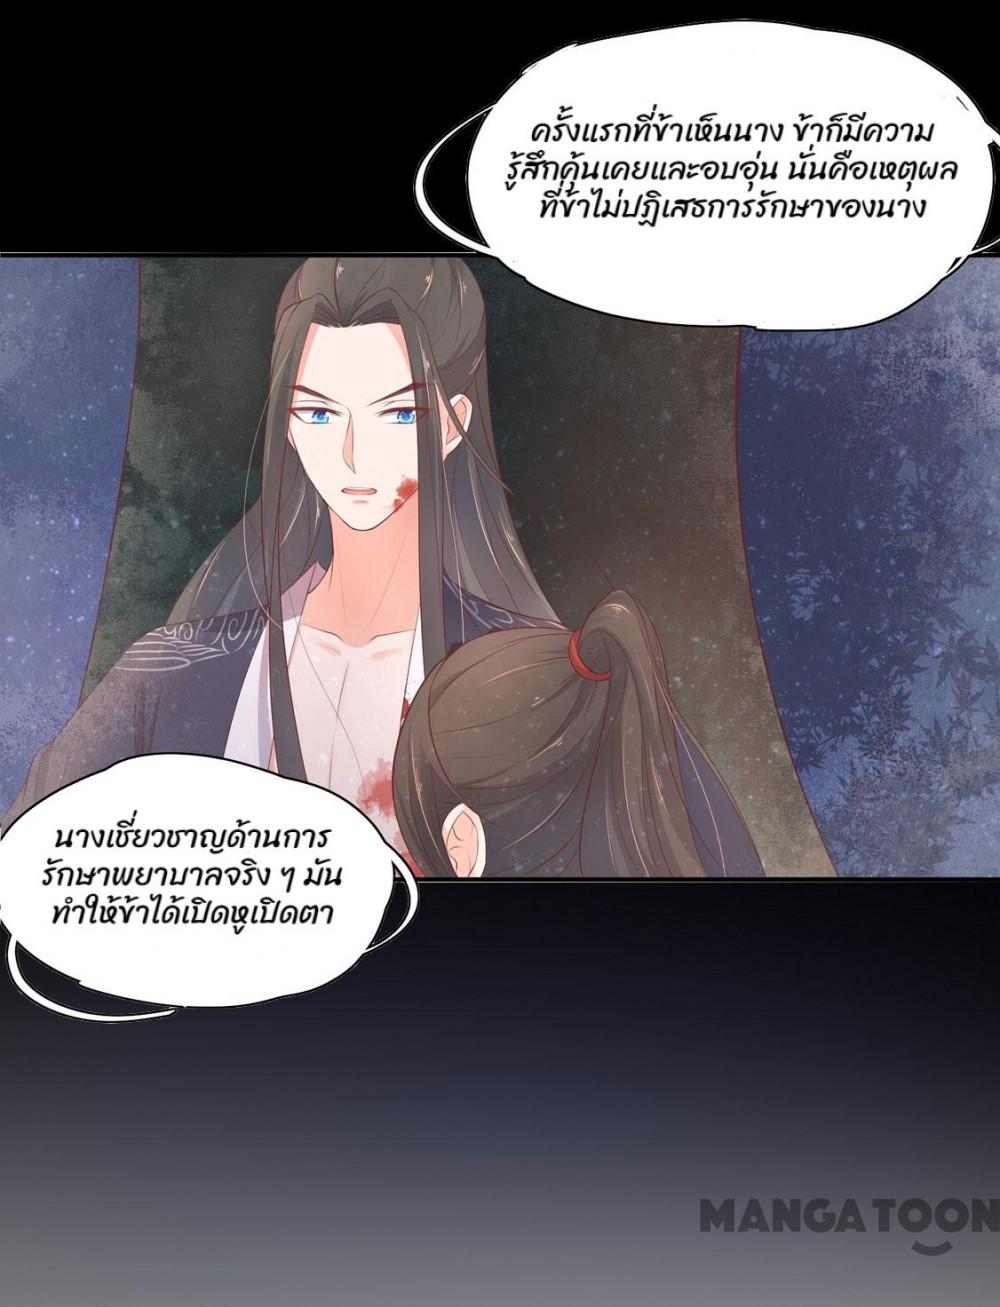 ครั้งแรกที่ข้าเห็นนาง ข้าก็มีความ
รู้สึกคุ้นเคยและอบอุ่น นั่นคือเหตุผล
ที่ข้าไม่ปฏิเสธการรักษาของนาง
นางเชี่ยวชาญด้านการ
รักษาพยาบาลจริง ๆ มัน
ทำให้ข้าได้เปิดหูเปิดตา
MANGATOON